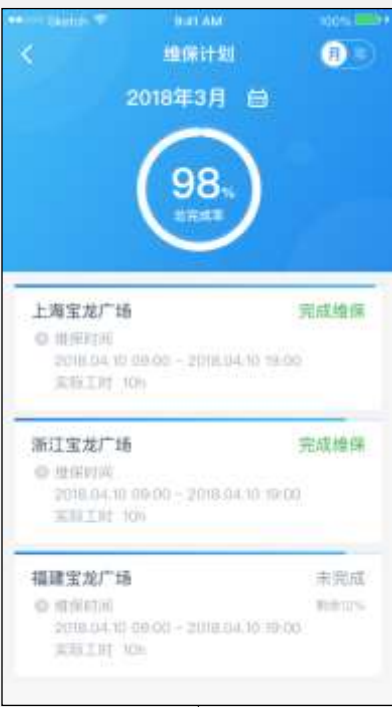 Sketch 9:41 AM 100%
维保计划 月 年
2018年3月
98%
总完成率
上海宝龙广场 完成维保
维保时间
2018.04.10 09:00 - 2018.04.10 19:00
实际工时 10h
浙江宝龙广场 完成维保
维保时间
2018.04.10 09:00 - 2018.04.10 19:00
实际工时 10h
福建宝龙广场 未完成
维保时间 剩余10%
2018.04.10 09:00 - 2018.04.10 19:00
实际工时 10h